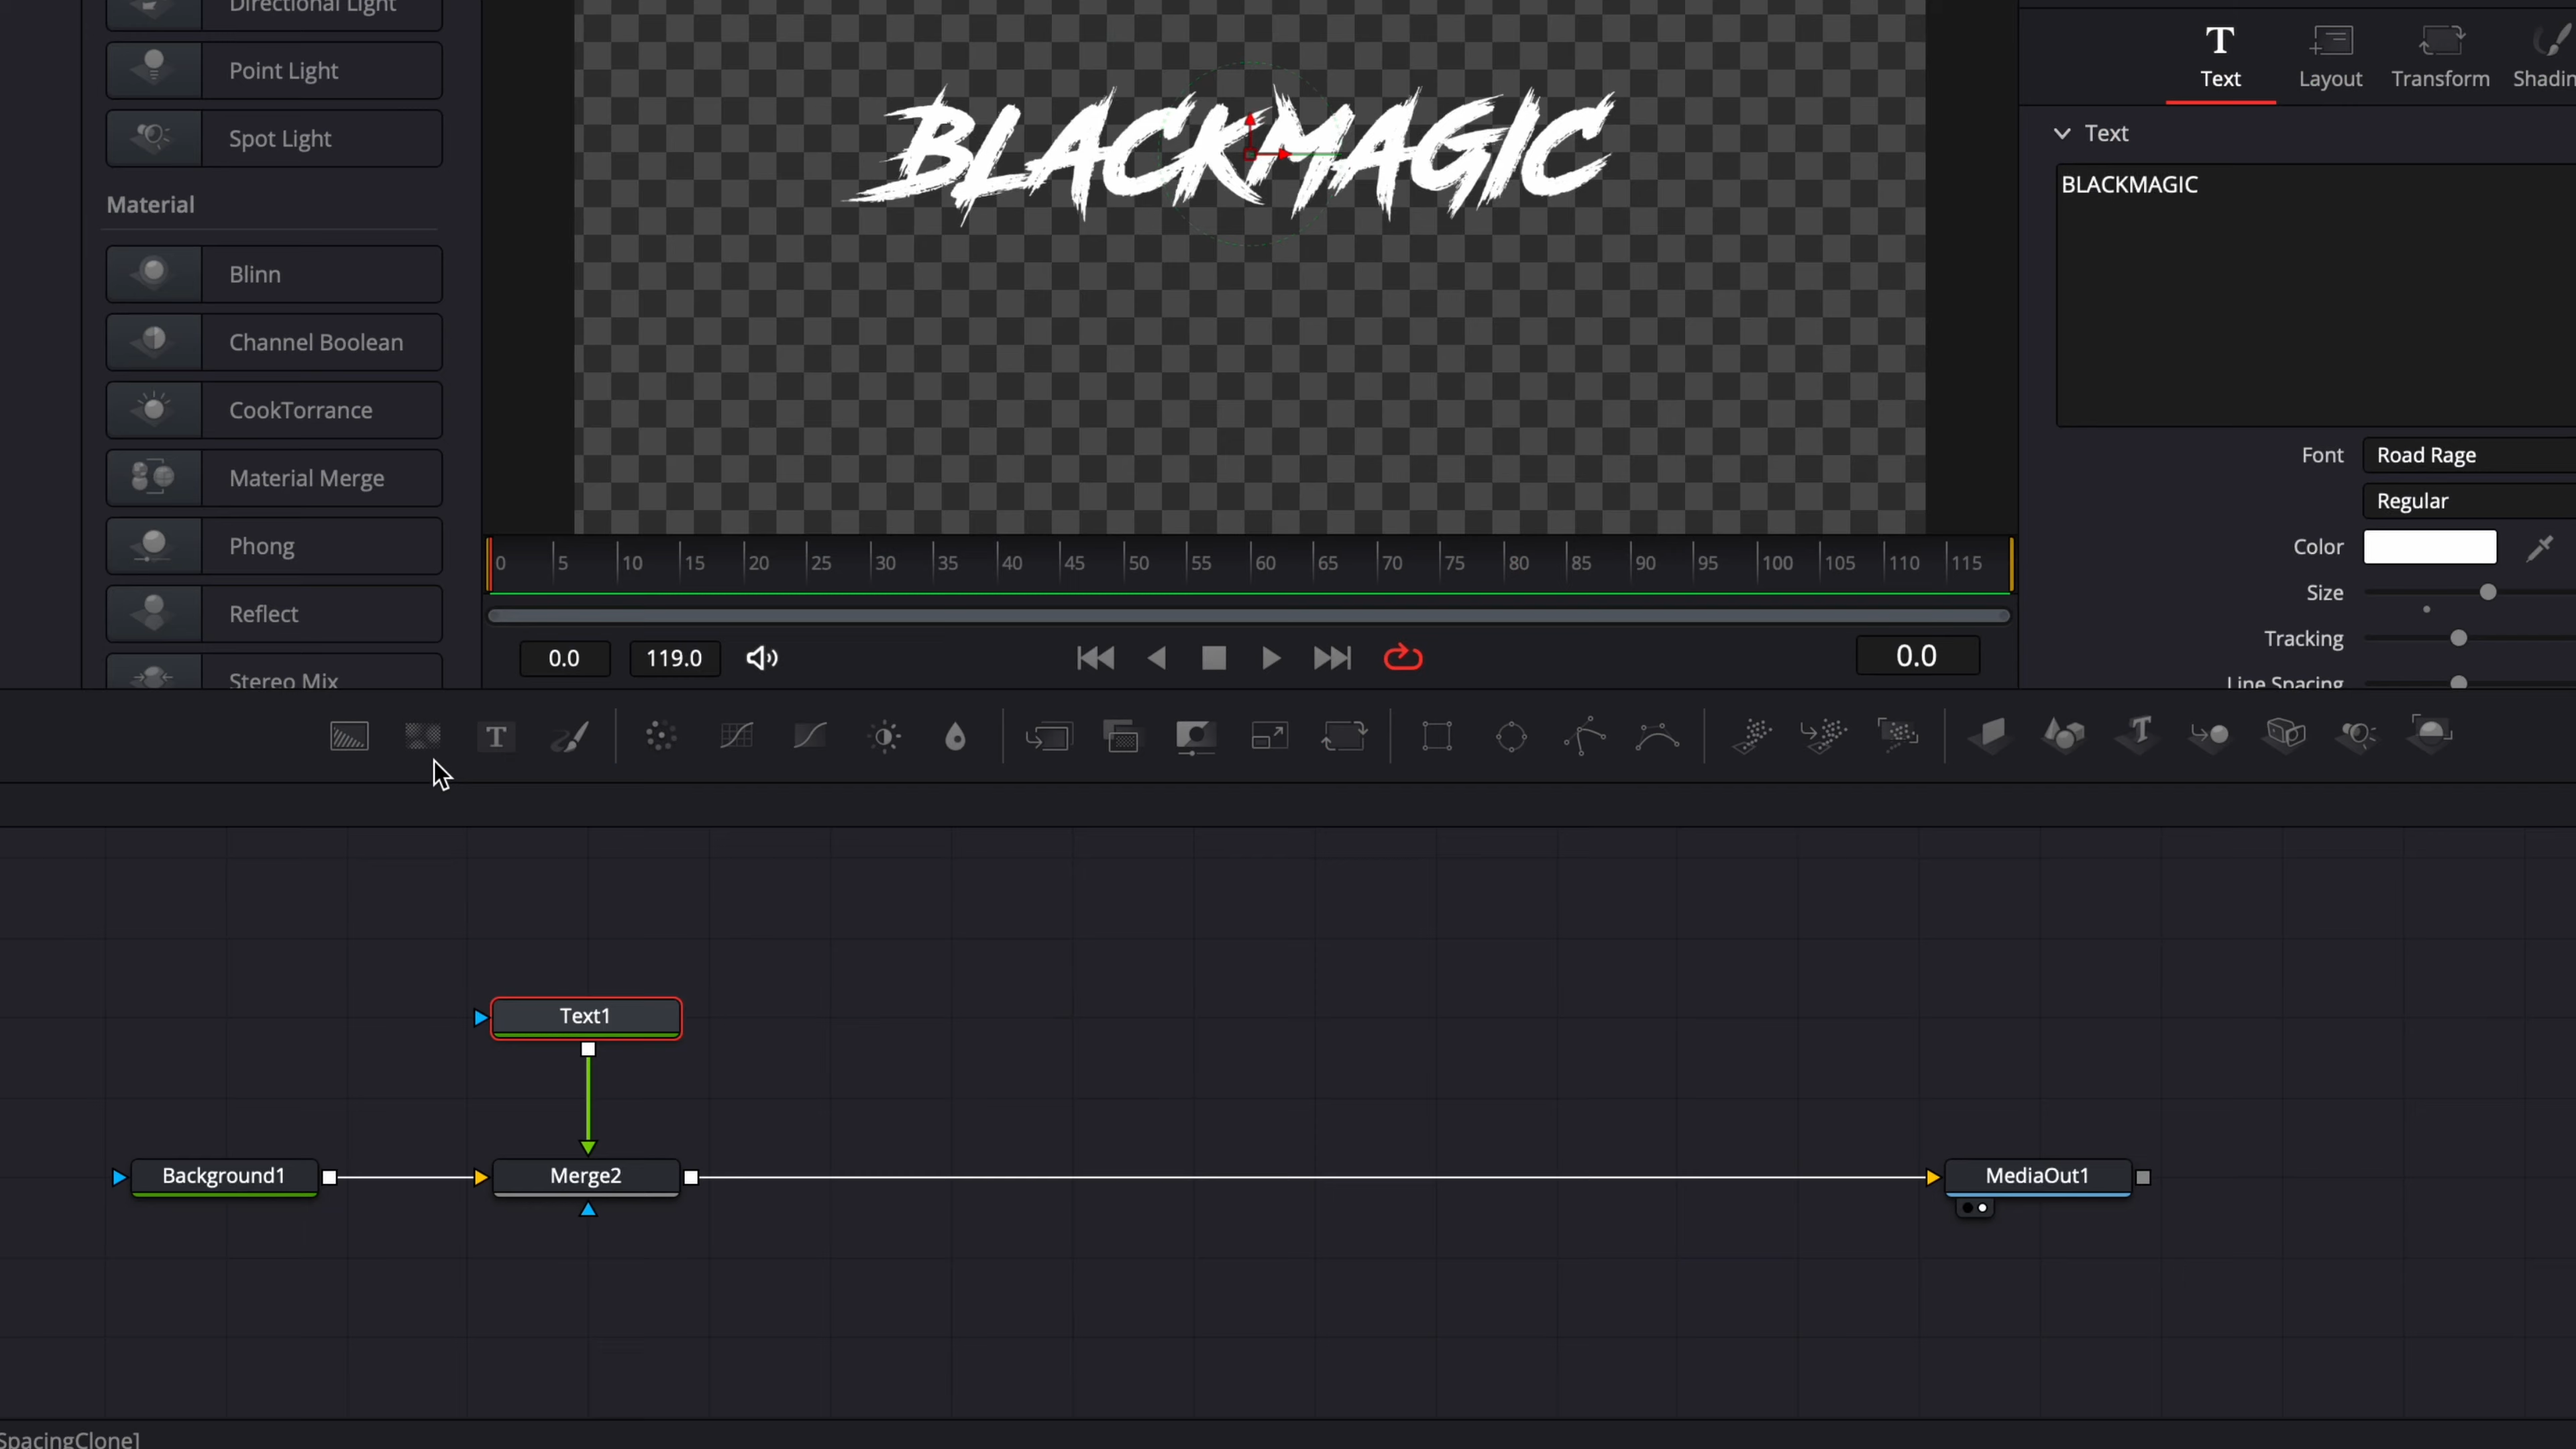 Directional Light
Point Light
Spot Light
Material
Blinn
Channel Boolean
CookTorrance
Material Merge
Phong
Reflect
Stereo Mix
BLACKMAGIC
0 5 10 15 20 25 30 35 40 45 50 55 60 65 70 75 80 85 90 95 100 105 110 115
0.0 119.0 0.0
T
Text Layout Transform Shadin
Text
BLACKMAGIC
Font Road Rage
Regular
Color
Size
Tracking
Line Spacing
T T
Text1
Background1 Merge2 MediaOut1
SpacingClone]